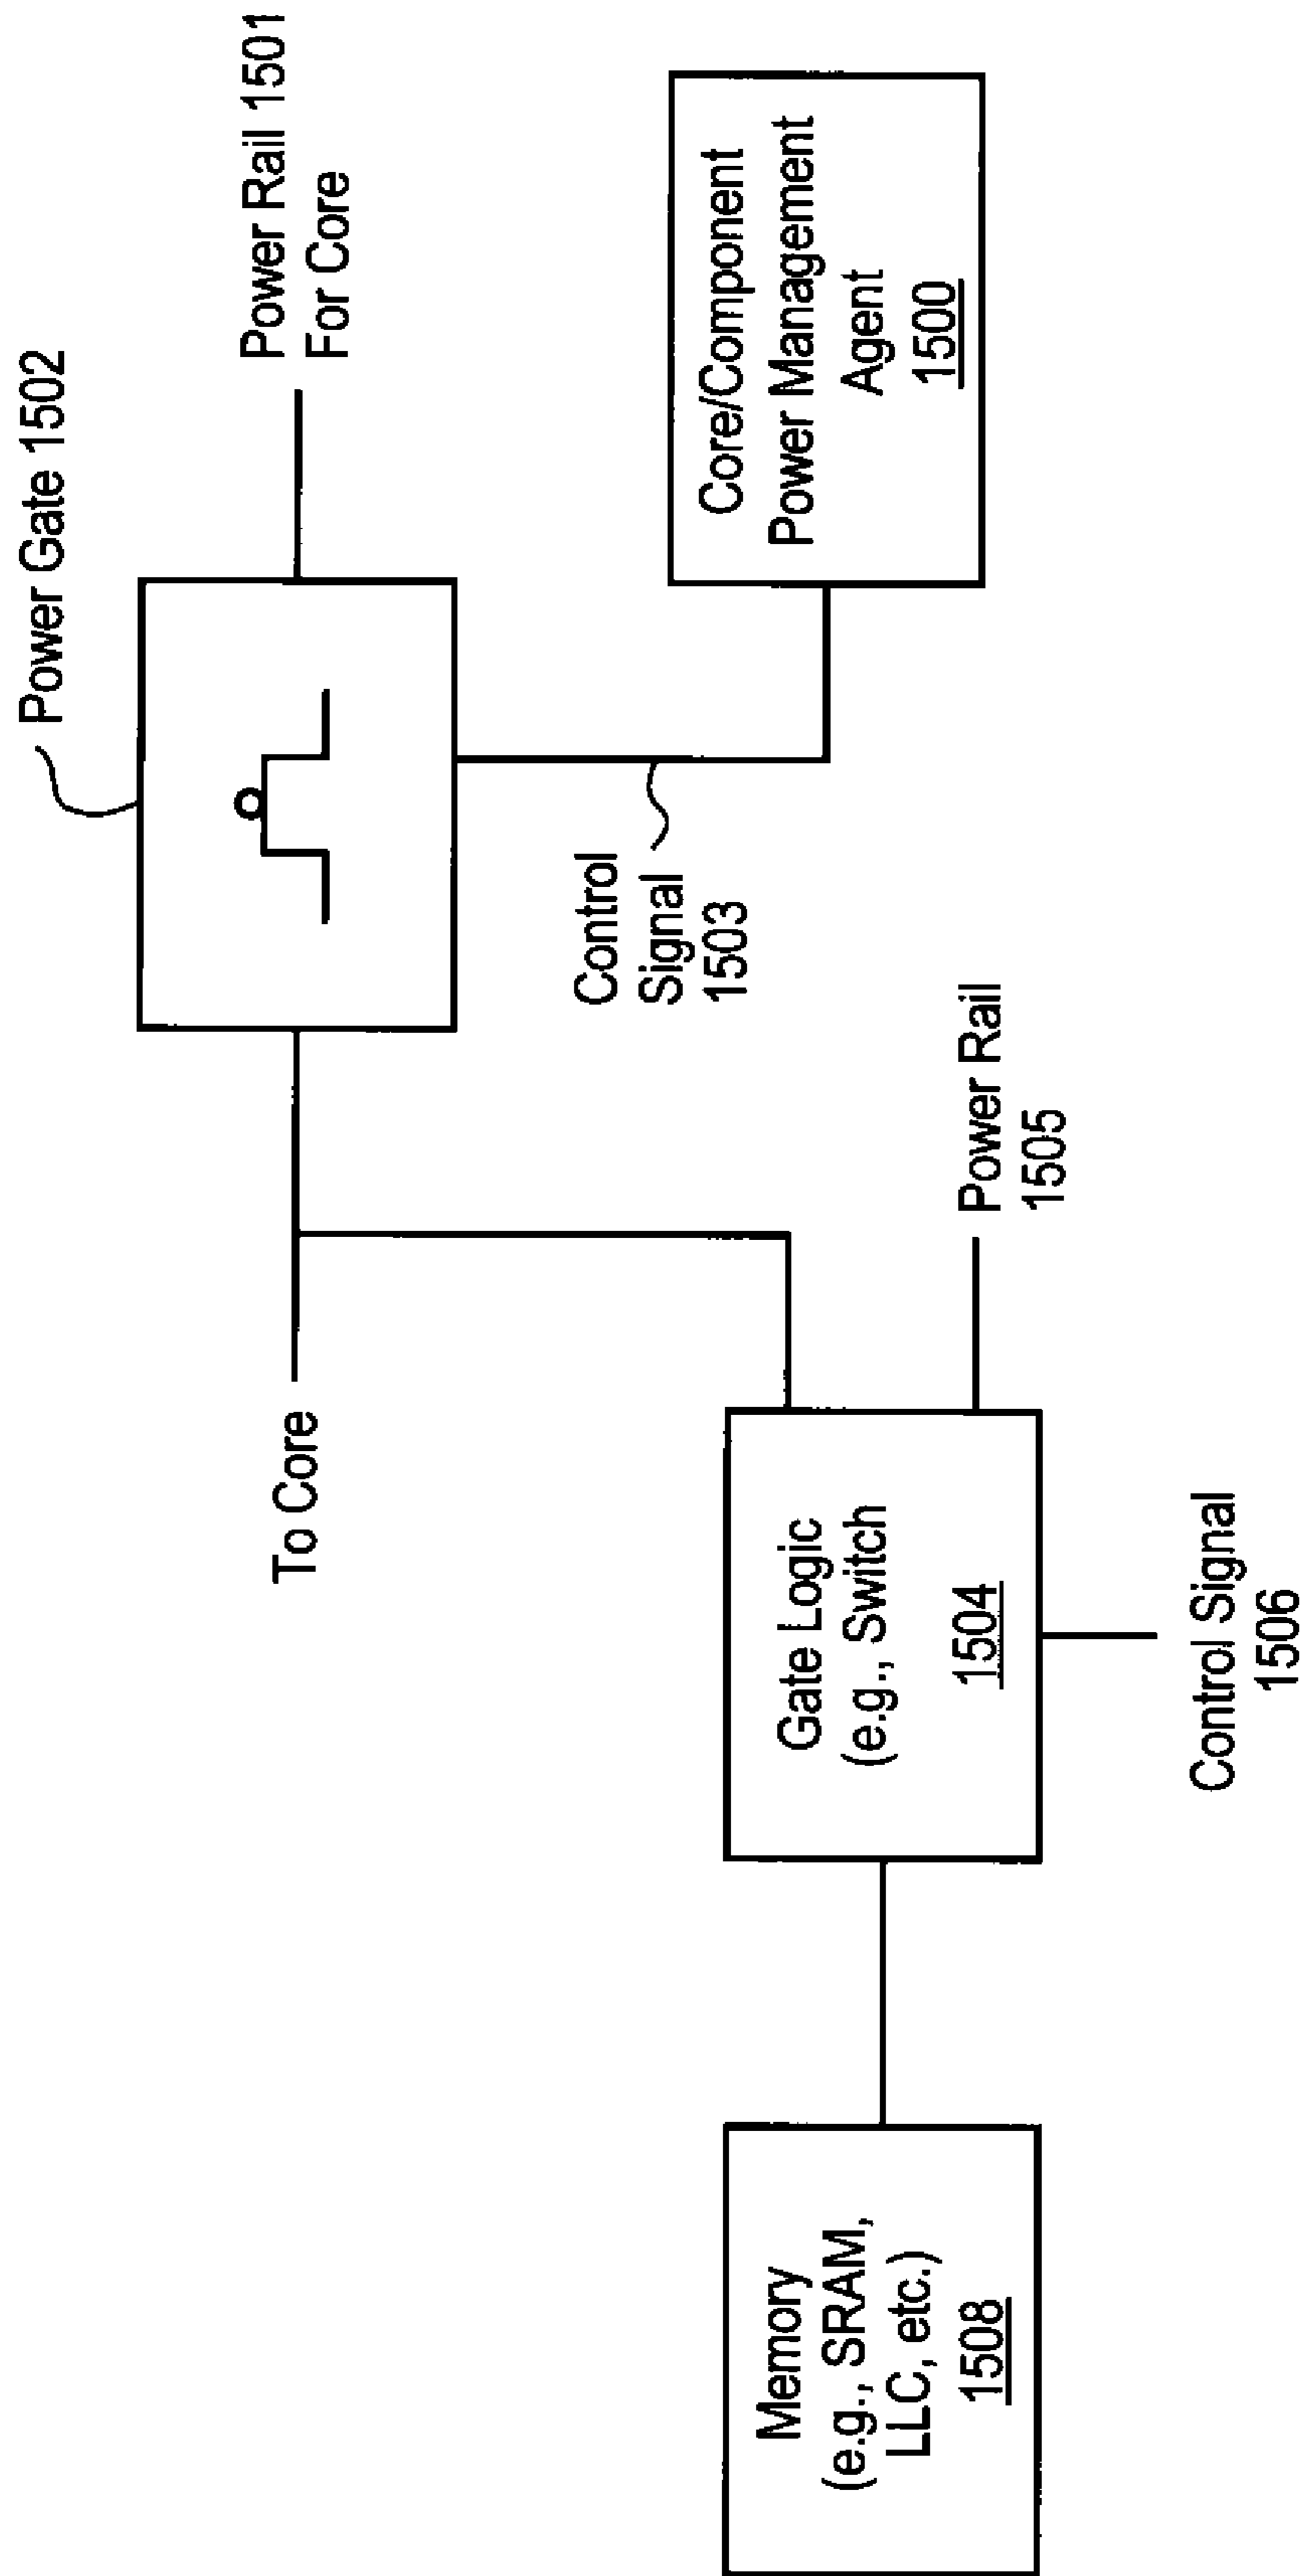 Power Gate 1502
Power Rail 1501
For Core
To Core
Control
Signal
1503
Core/Component
Power Management
Agent
1500
Memory
(e.g., SRAM,
LLC, etc.)
1508
Gate Logic
(e.g., Switch
1504
Power Rail
1505
Control Signal
1506